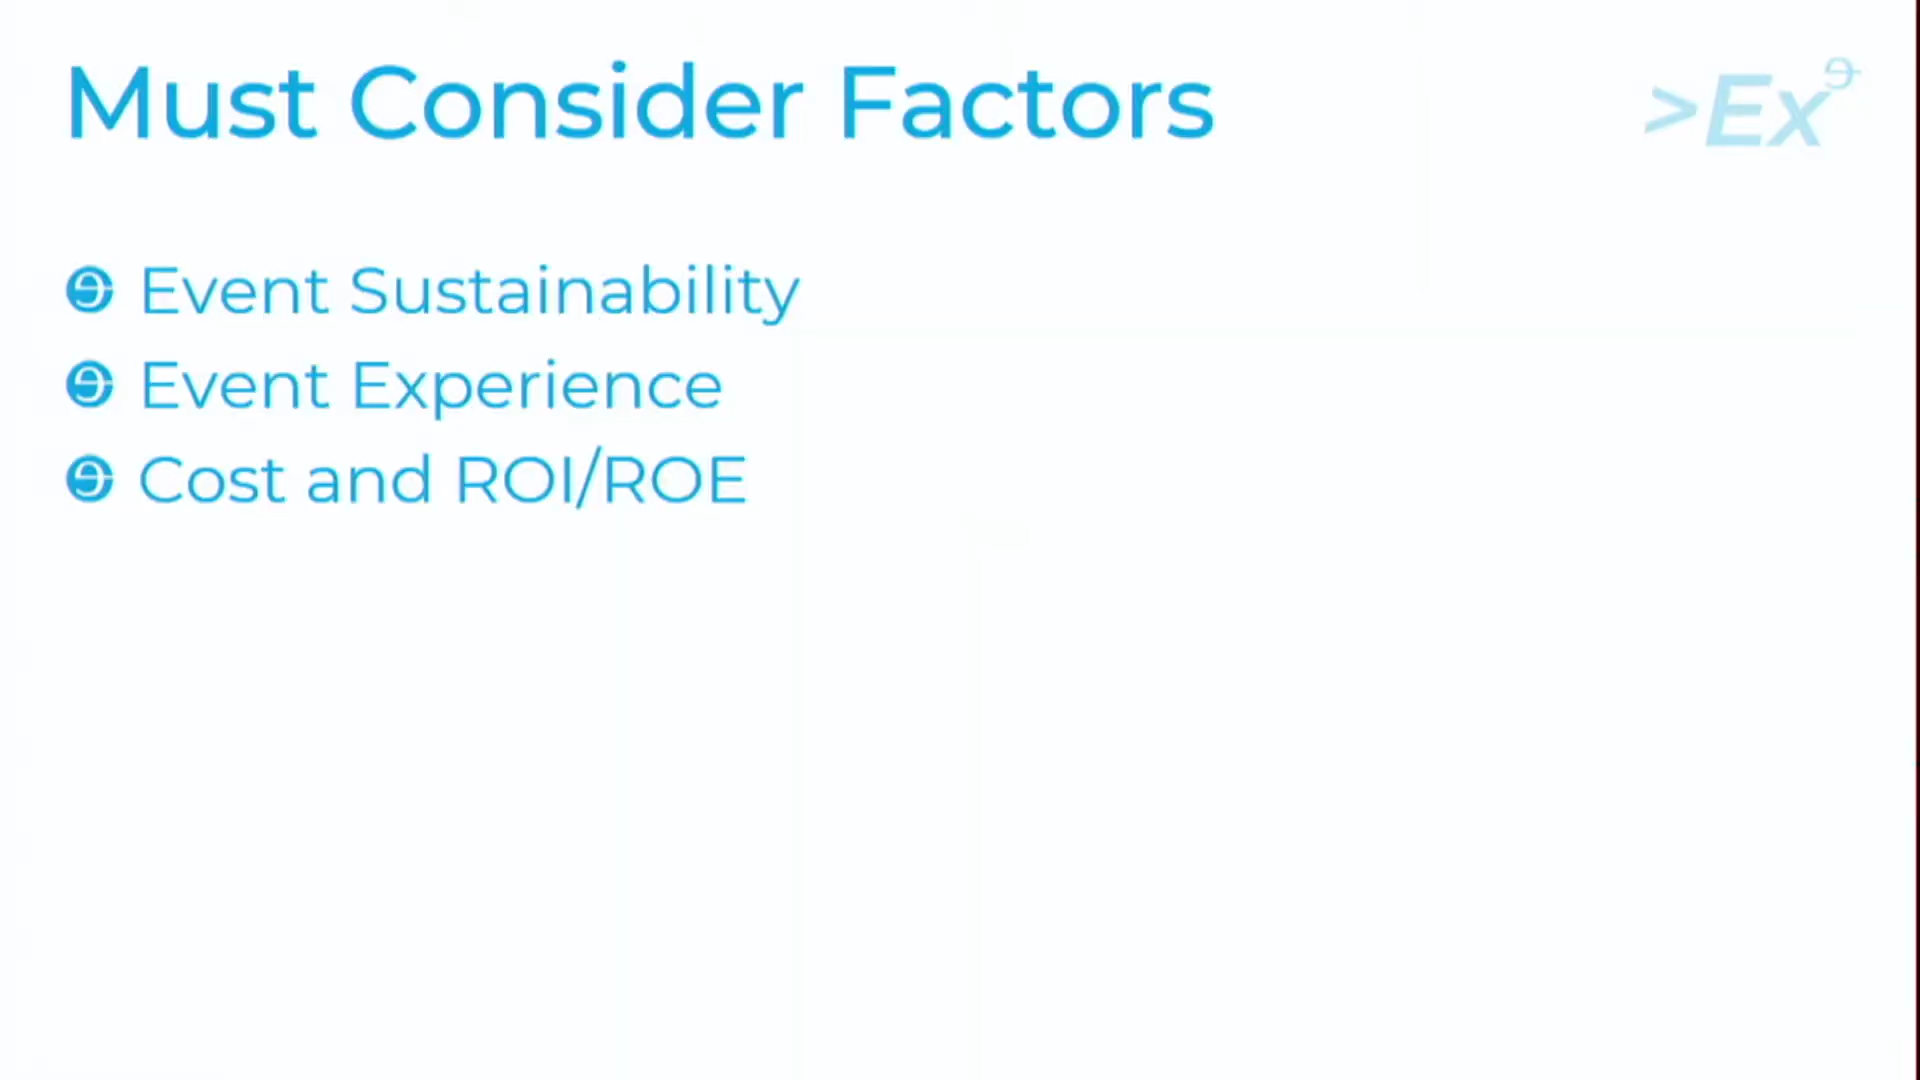 Must Consider Factors
>Ex
Event Sustainability
Event Experience
Cost and ROI/ROE